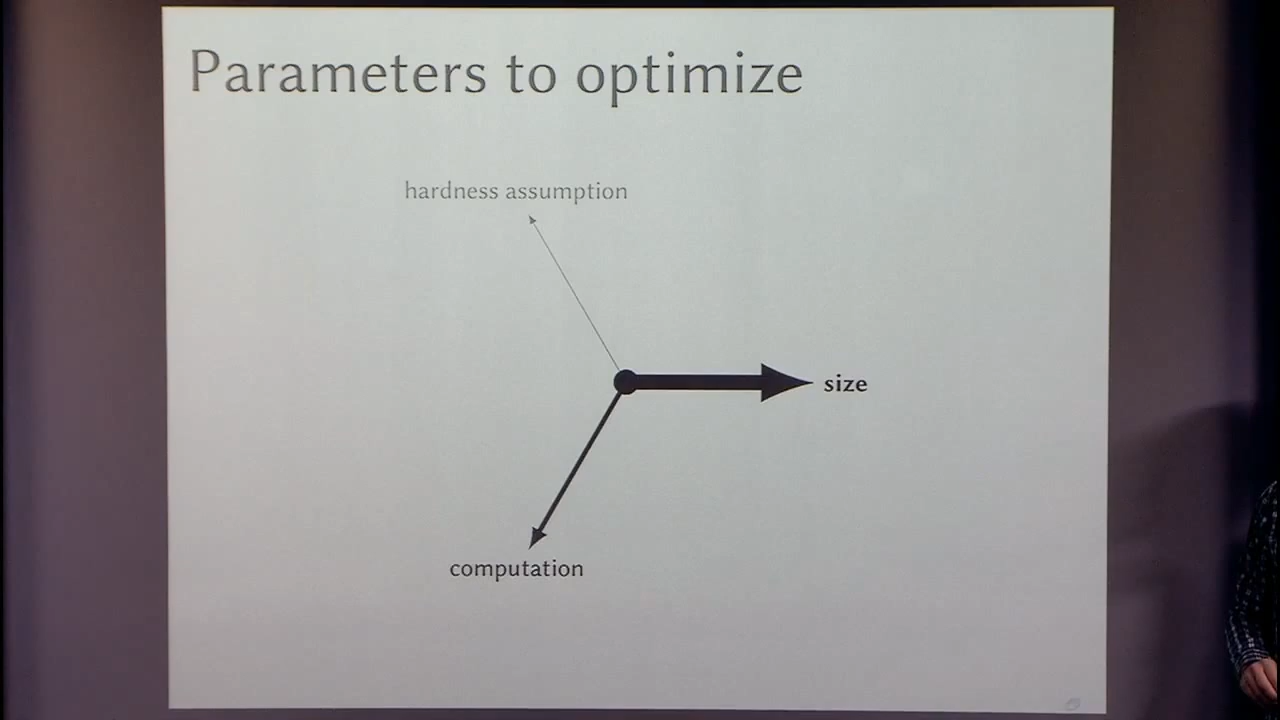 Parameters to optimize
hardness assumption
size
computation